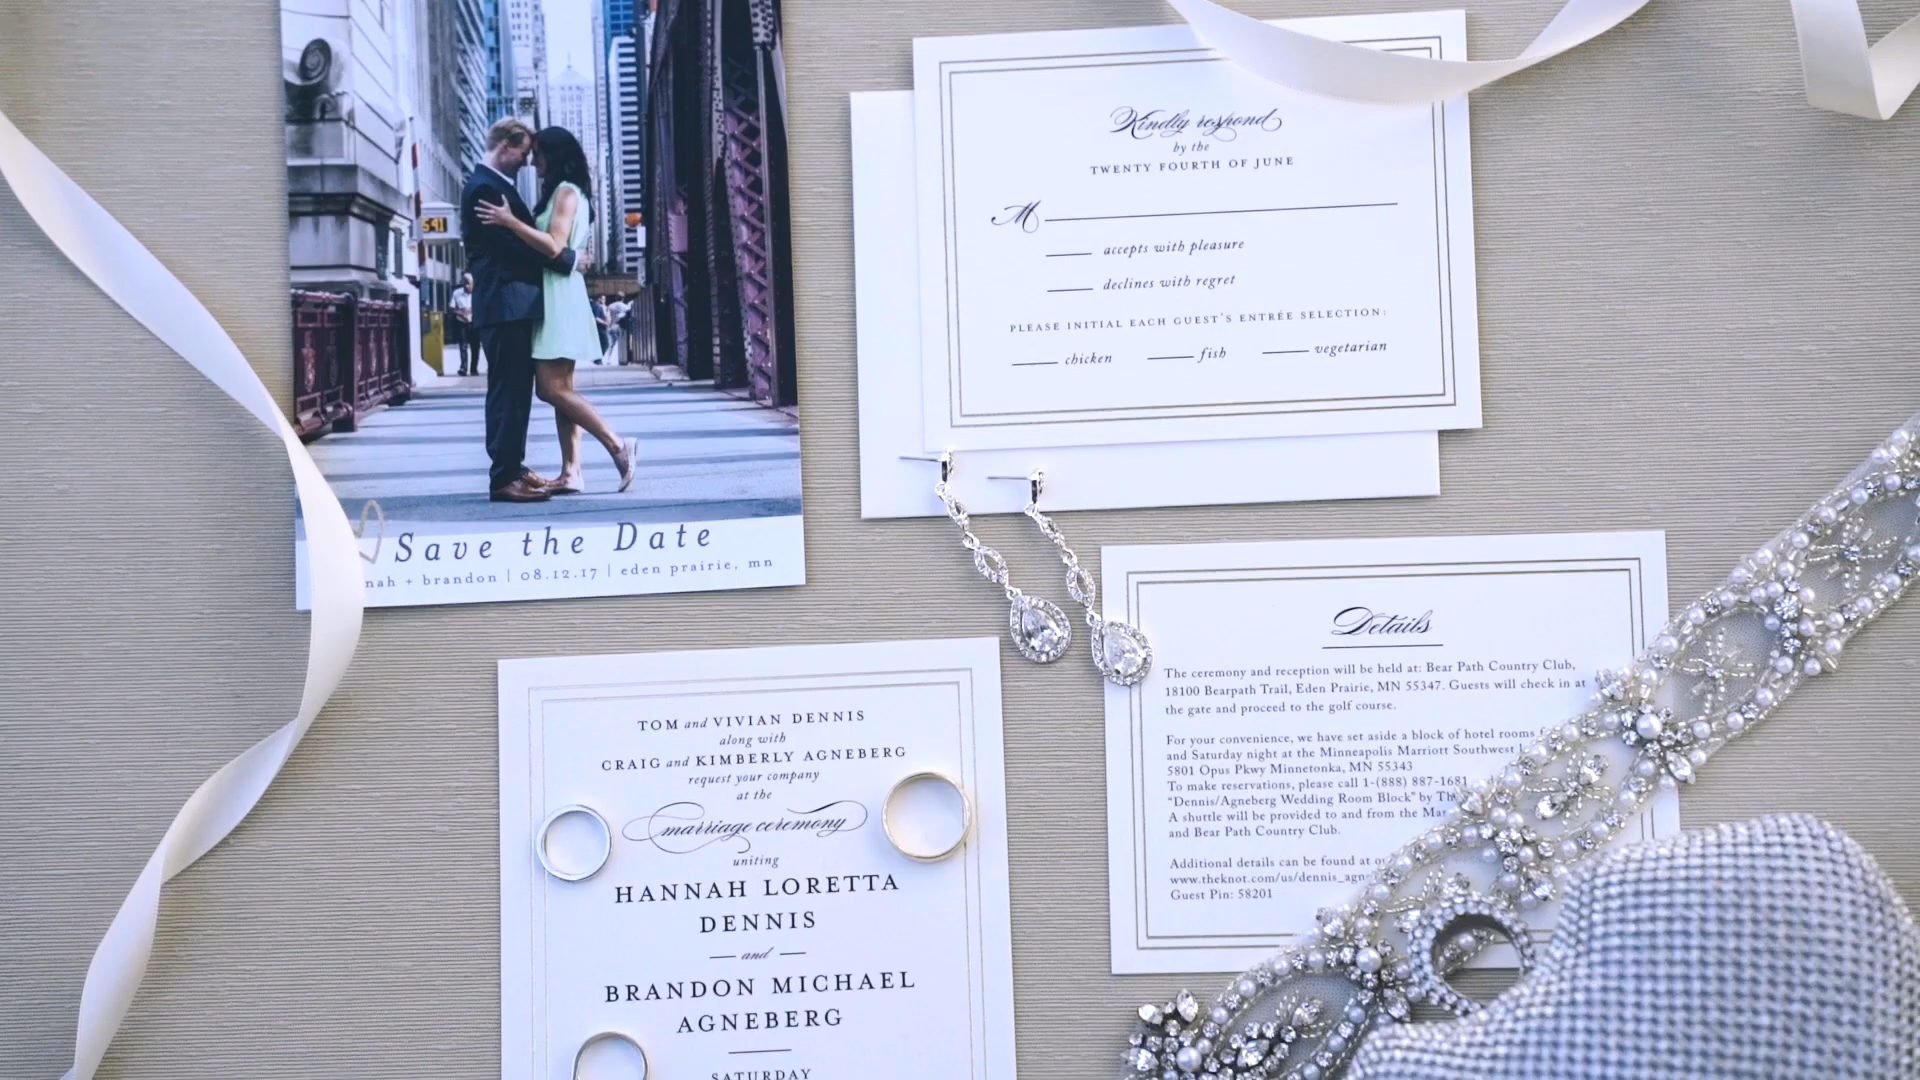 541
Save the Date
nah + brandon | 08.12.17 | eden prairie, mn
Kindly respond
by the
TWENTY FOURTH OF JUNE
M
accepts with pleasure
declines with regret
PLEASE INITIAL EACH GUEST'S ENTRÉE SELECTION:
chicken fish vegetarian
TOM and VIVIAN DENNIS
along with
CRAIG and KIMBERLY AGNEBERG
request your company
at the
marriage ceremony
uniting
HANNAH LORETTA
DENNIS
and
BRANDON MICHAEL
AGNEBERG
SATURDAY
Details
The ceremony and reception will be held at: Bear Path Country Club,
18100 Bearpath Trail, Eden Prairie, MN 55347. Guests will check in at
the gate and proceed to the golf course.
For your convenience, we have set aside a block of hotel rooms
and Saturday night at the Minneapolis Marriott Southwest
5801 Opus Pkwy Minnetonka, MN 55343
To make reservations, please call 1-(888) 887-1681
"Dennis/Agneberg Wedding Room Block" by
A shuttle will be provided to and from the
and Bear Path Country Club.
Additional details can be found at
www.theknot.com/us/dennis_agne
Guest Pin: 58201